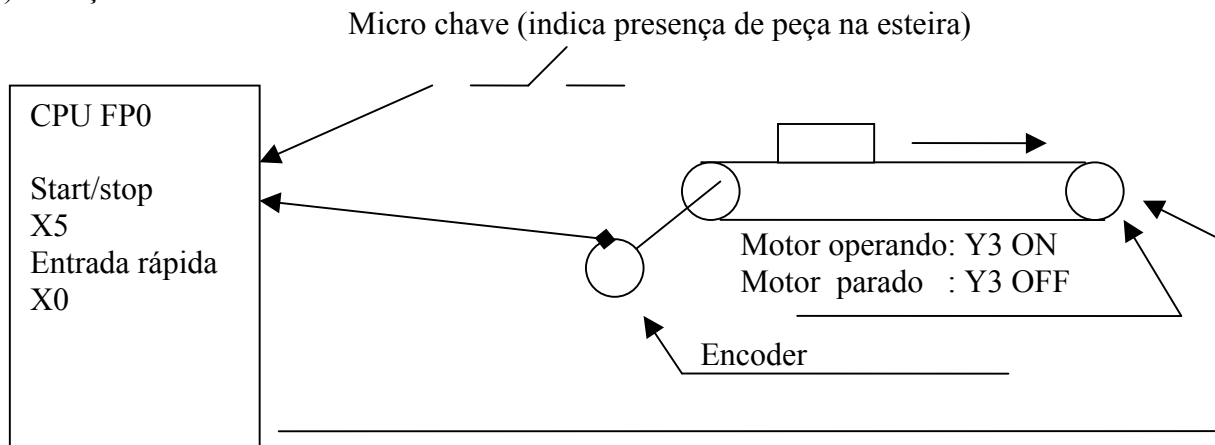 Micro chave (indica presença de peça na esteira)
CPU FP0
Start/stop
X5
Entrada rápida
X0
Motor operando: Y3 ON
Motor parado : Y3 OFF
Encoder